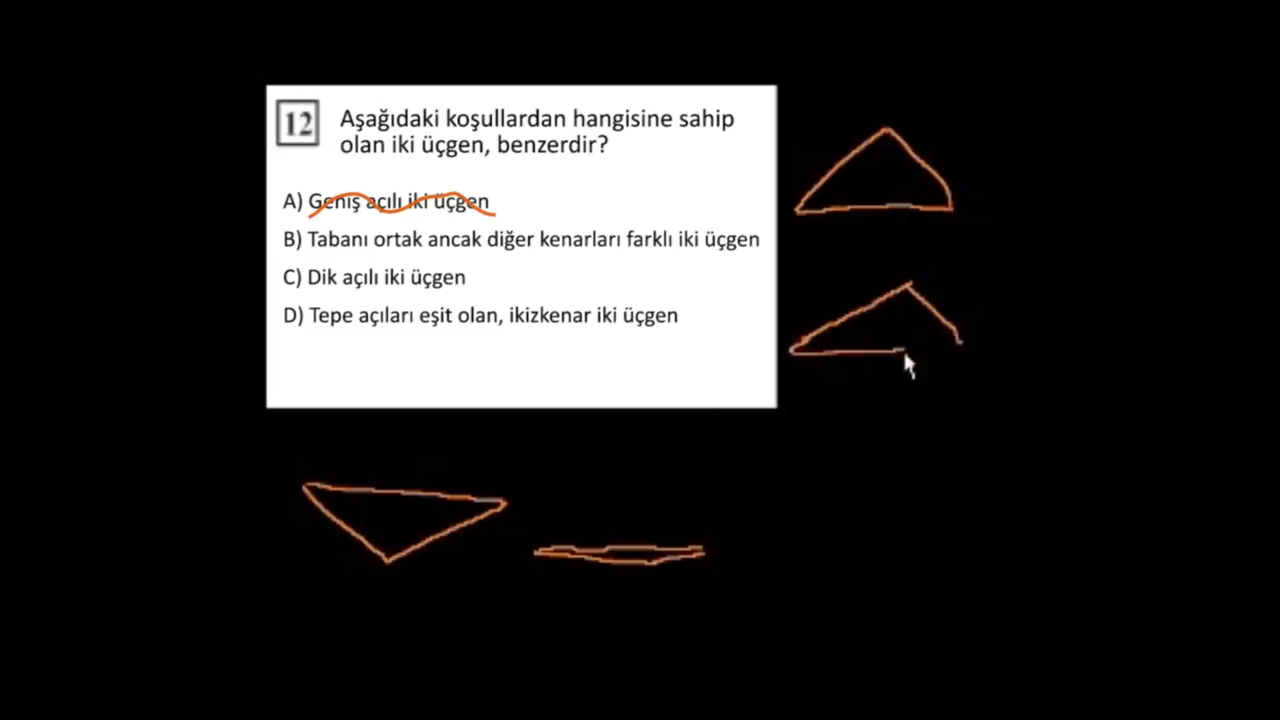 12
Aşağıdaki koşullardan hangisine sahip
olan iki üçgen, benzerdir?
A) Geniş açılı iki üçgen
B) Tabanı ortak ancak diğer kenarları farklı iki üçgen
C) Dik açılı iki üçgen
D) Tepe açıları eşit olan, ikizkenar iki üçgen